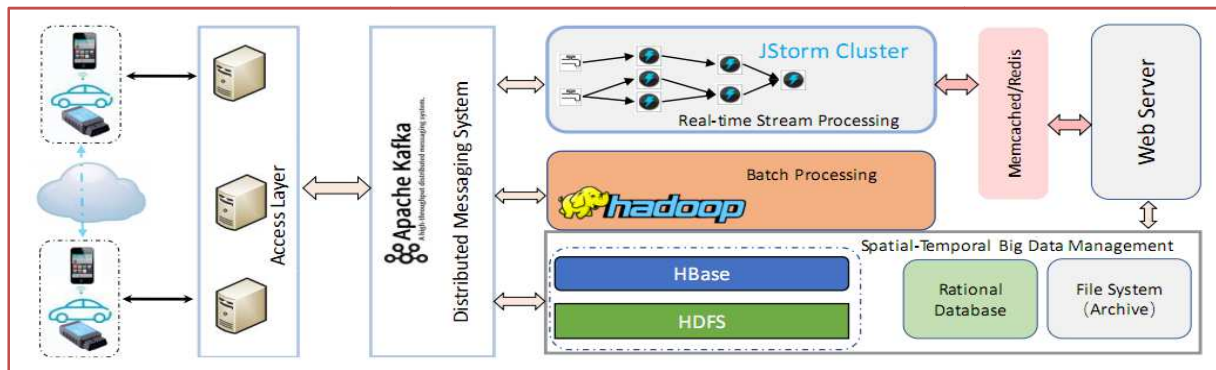 Access Layer
Apache Kafka
A high-throughput distributed messaging system.
Distributed Messaging System
JStorm Cluster
Real-time Stream Processing
Batch Processing
hadoop
Memcached/Redis
Web Server
Spatial-Temporal Big Data Management
HBase
HDFS
Rational
Database
File System
(Archive)